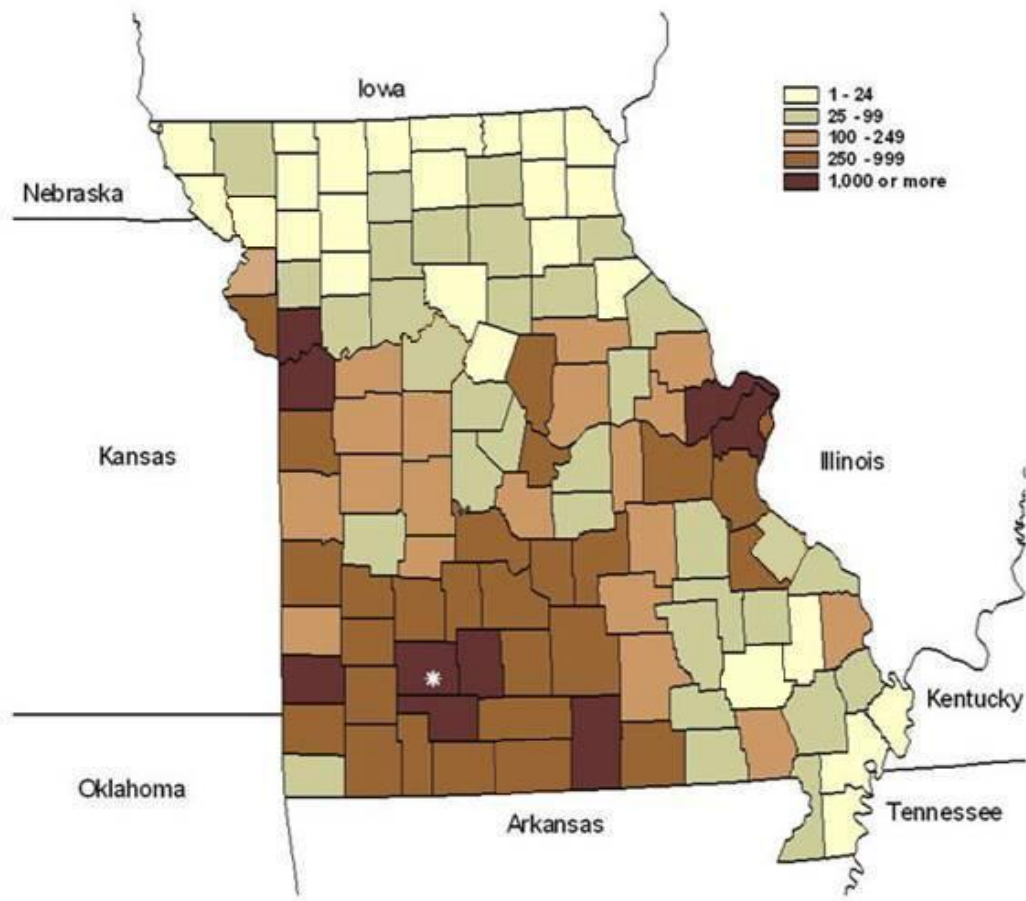 Iowa
1 - 24
25 - 99
100 - 249
250 - 999
1,000 or more
Nebraska
Kansas
Illinois
Kentucky
Oklahoma
Arkansas
Tennessee